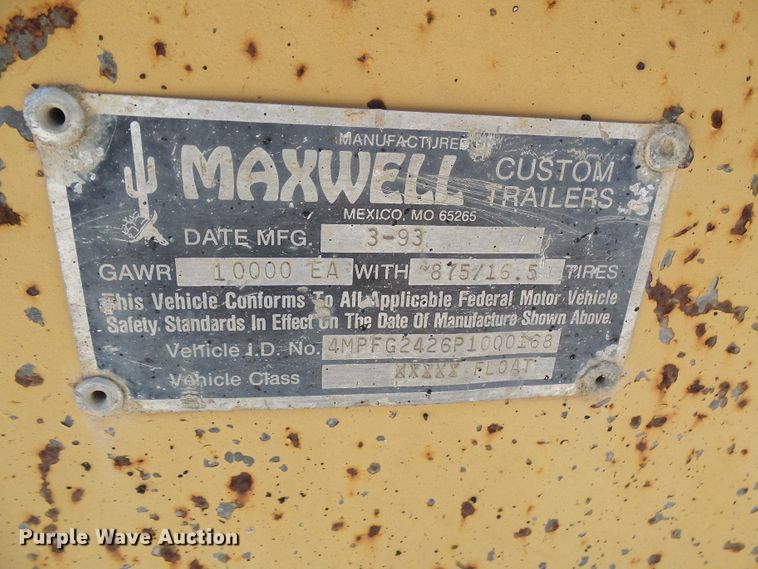 MANUFACTURED
MAXWELL
CUSTOM
TRAILERS
MEXICO, MO 65265
DATE MFG. 3-93
GAWR 10000 EA WITH 875/16.5 TIRES
This Vehicle Conforms To All Applicable Federal Motor Vehicle
Safety Standards In Effect On The Date Of Manufacture Shown Above.
Vehicle I.D. No. 4MPFG2426P1000168
Vehicle Class XXXXX FLOAT
Purple Wave Auction